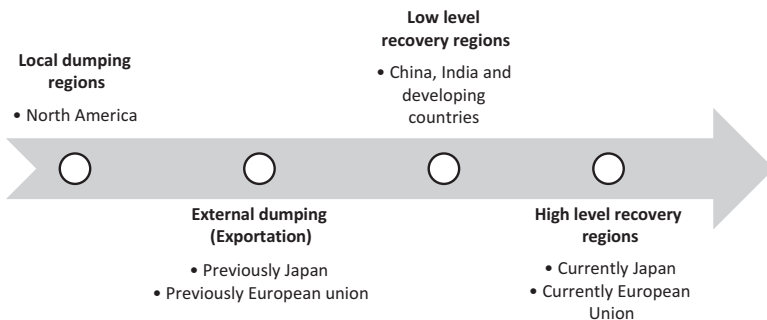 Local dumping
regions
• North America
External dumping
(Exportation)
• Previously Japan
• Previously European union
Low level
recovery regions
• China, India and
developing
countries
High level recovery
regions
• Currently Japan
• Currently European
Union